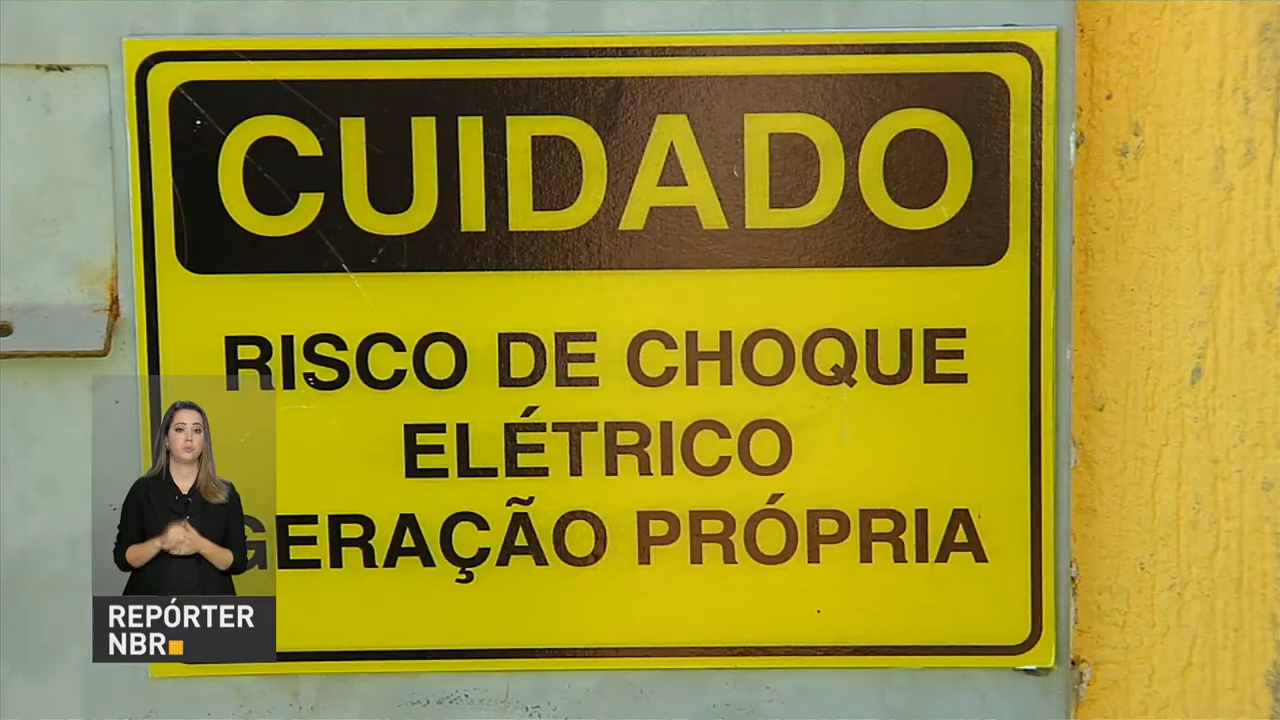 CUIDADO
RISCO DE CHOQUE
ELÉTRICO
GERAÇÃO PRÓPRIA
REPÓRTER
NBR